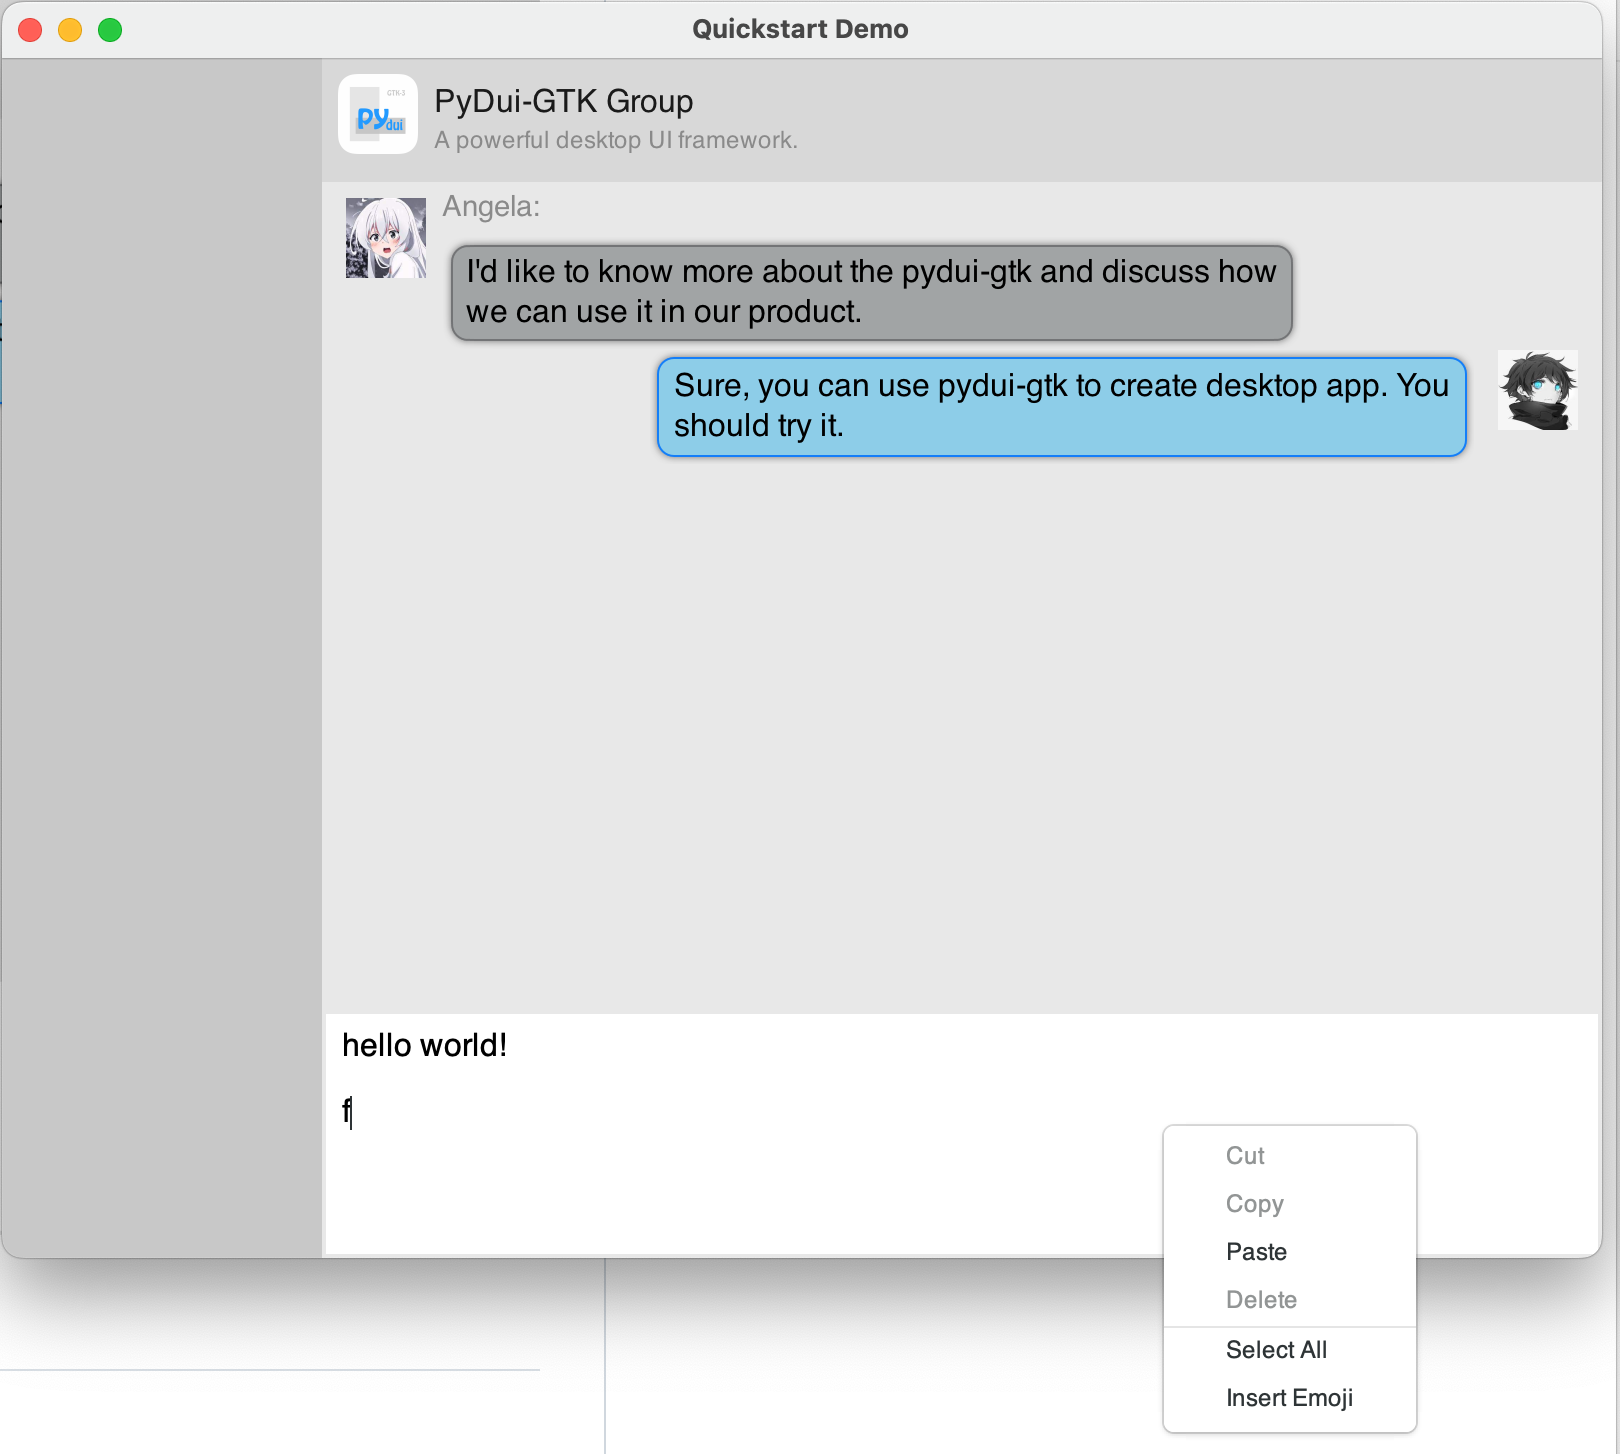 Quickstart Demo
GTK-3
py
dui
PyDui-GTK Group
A powerful desktop UI framework.
Angela:
I'd like to know more about the pydui-gtk and discuss how
we can use it in our product.
Sure, you can use pydui-gtk to create desktop app. You
should try it.
hello world!
f
Cut
Copy
Paste
Delete
Select All
Insert Emoji